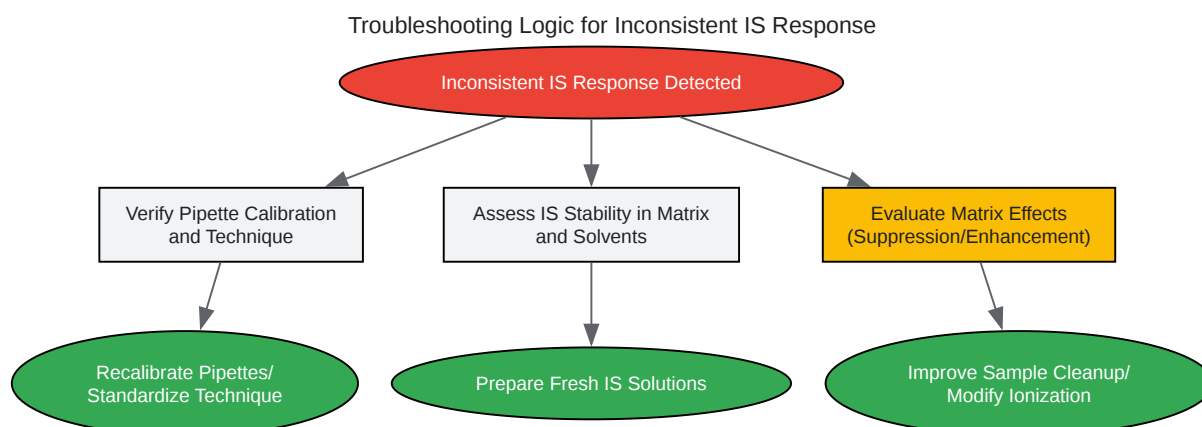 Troubleshooting Logic for Inconsistent IS Response
Inconsistent IS Response Detected
Verify Pipette Calibration
and Technique
Assess IS Stability in Matrix
and Solvents
Evaluate Matrix Effects
(Suppression/Enhancement)
Recalibrate Pipettes/
Standardize Technique
Prepare Fresh IS Solutions
Improve Sample Cleanup/
Modify Ionization